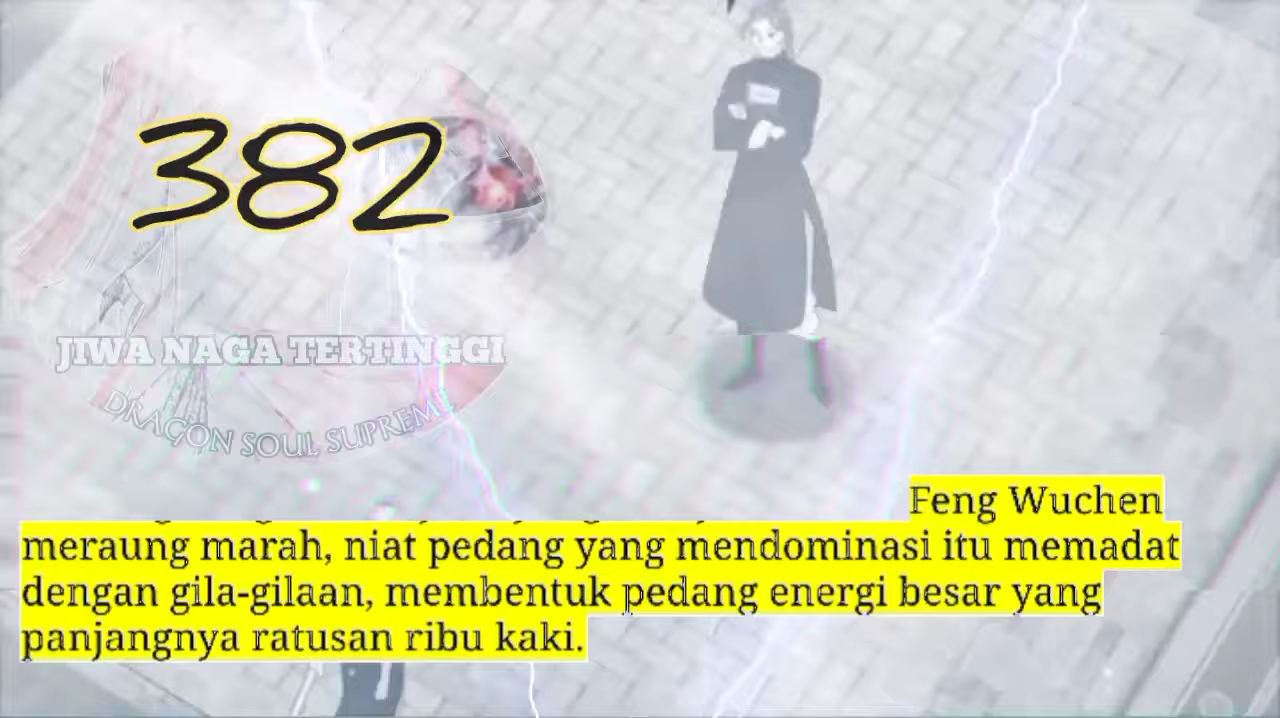 382
JIWA NAGA TERTINGGI
DRAGON SOUL SUPREME
Feng Wuchen
meraung marah, niat pedang yang mendominasi itu memadat
dengan gila-gilaan, membentuk pedang energi besar yang
panjangnya ratusan ribu kaki.